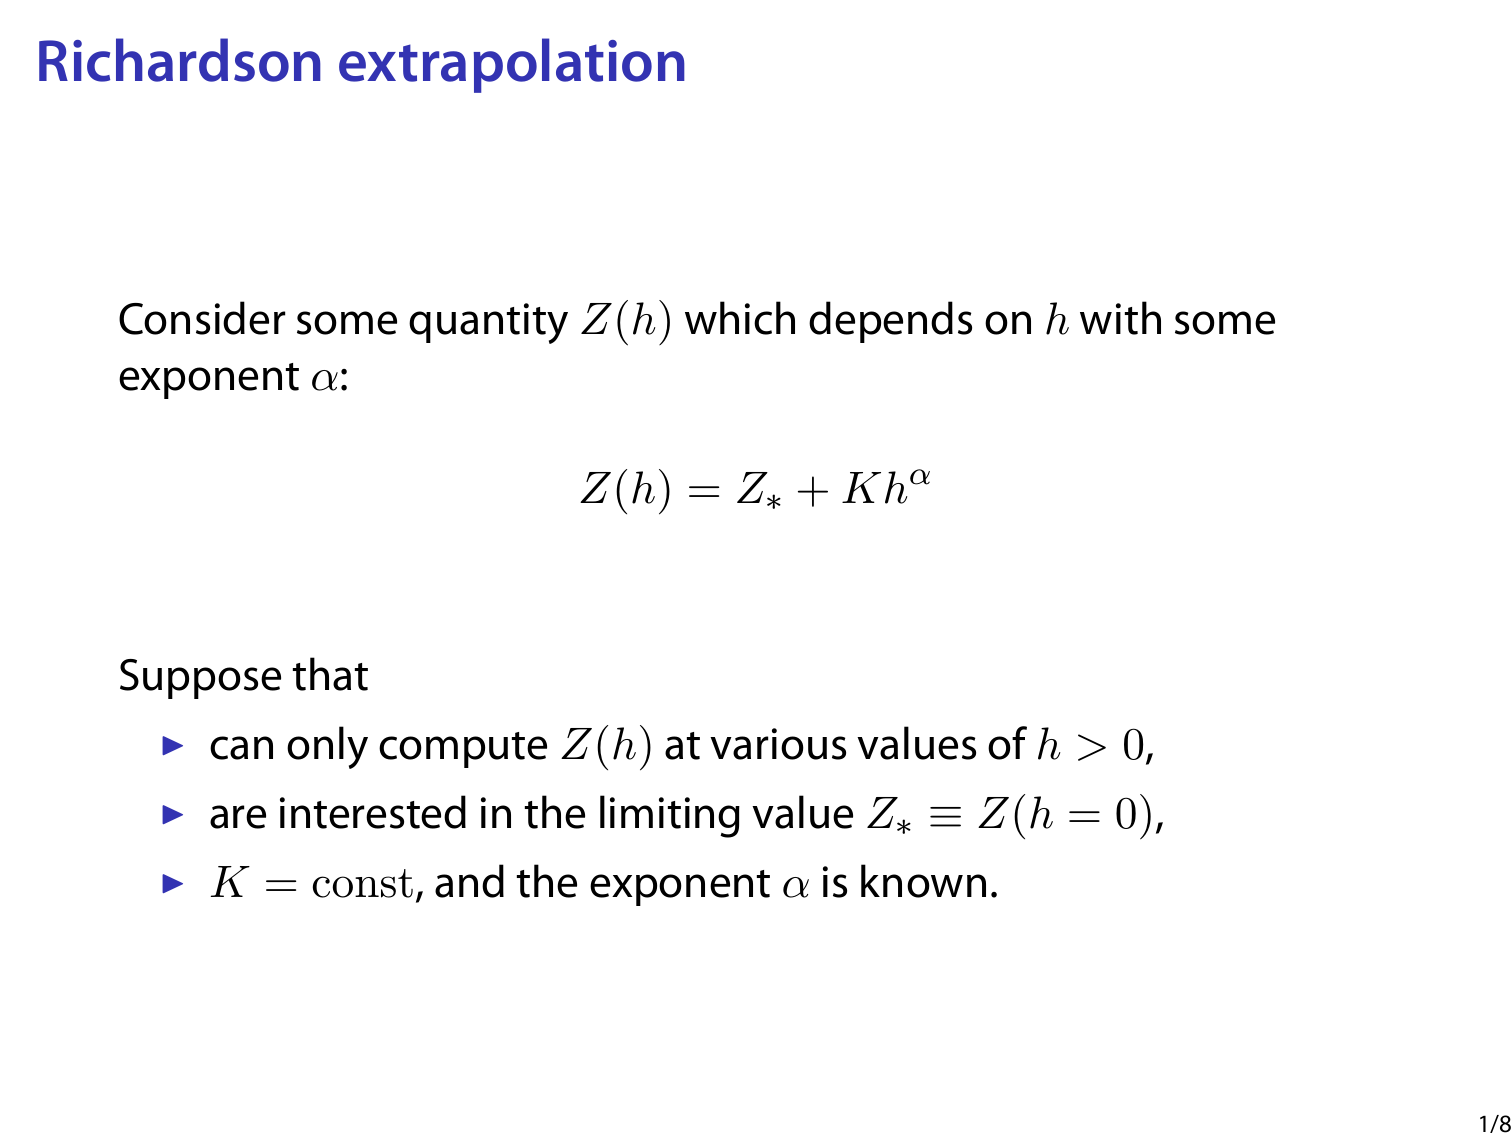 Richardson extrapolation
Consider some quantity Z(h) which depends on h with some
exponent α:
Z(h) = Z∗ + Kh^α
Suppose that
▶ can only compute Z(h) at various values of h > 0,
▶ are interested in the limiting value Z∗ ≡ Z(h = 0),
▶ K = const, and the exponent α is known.
1/8